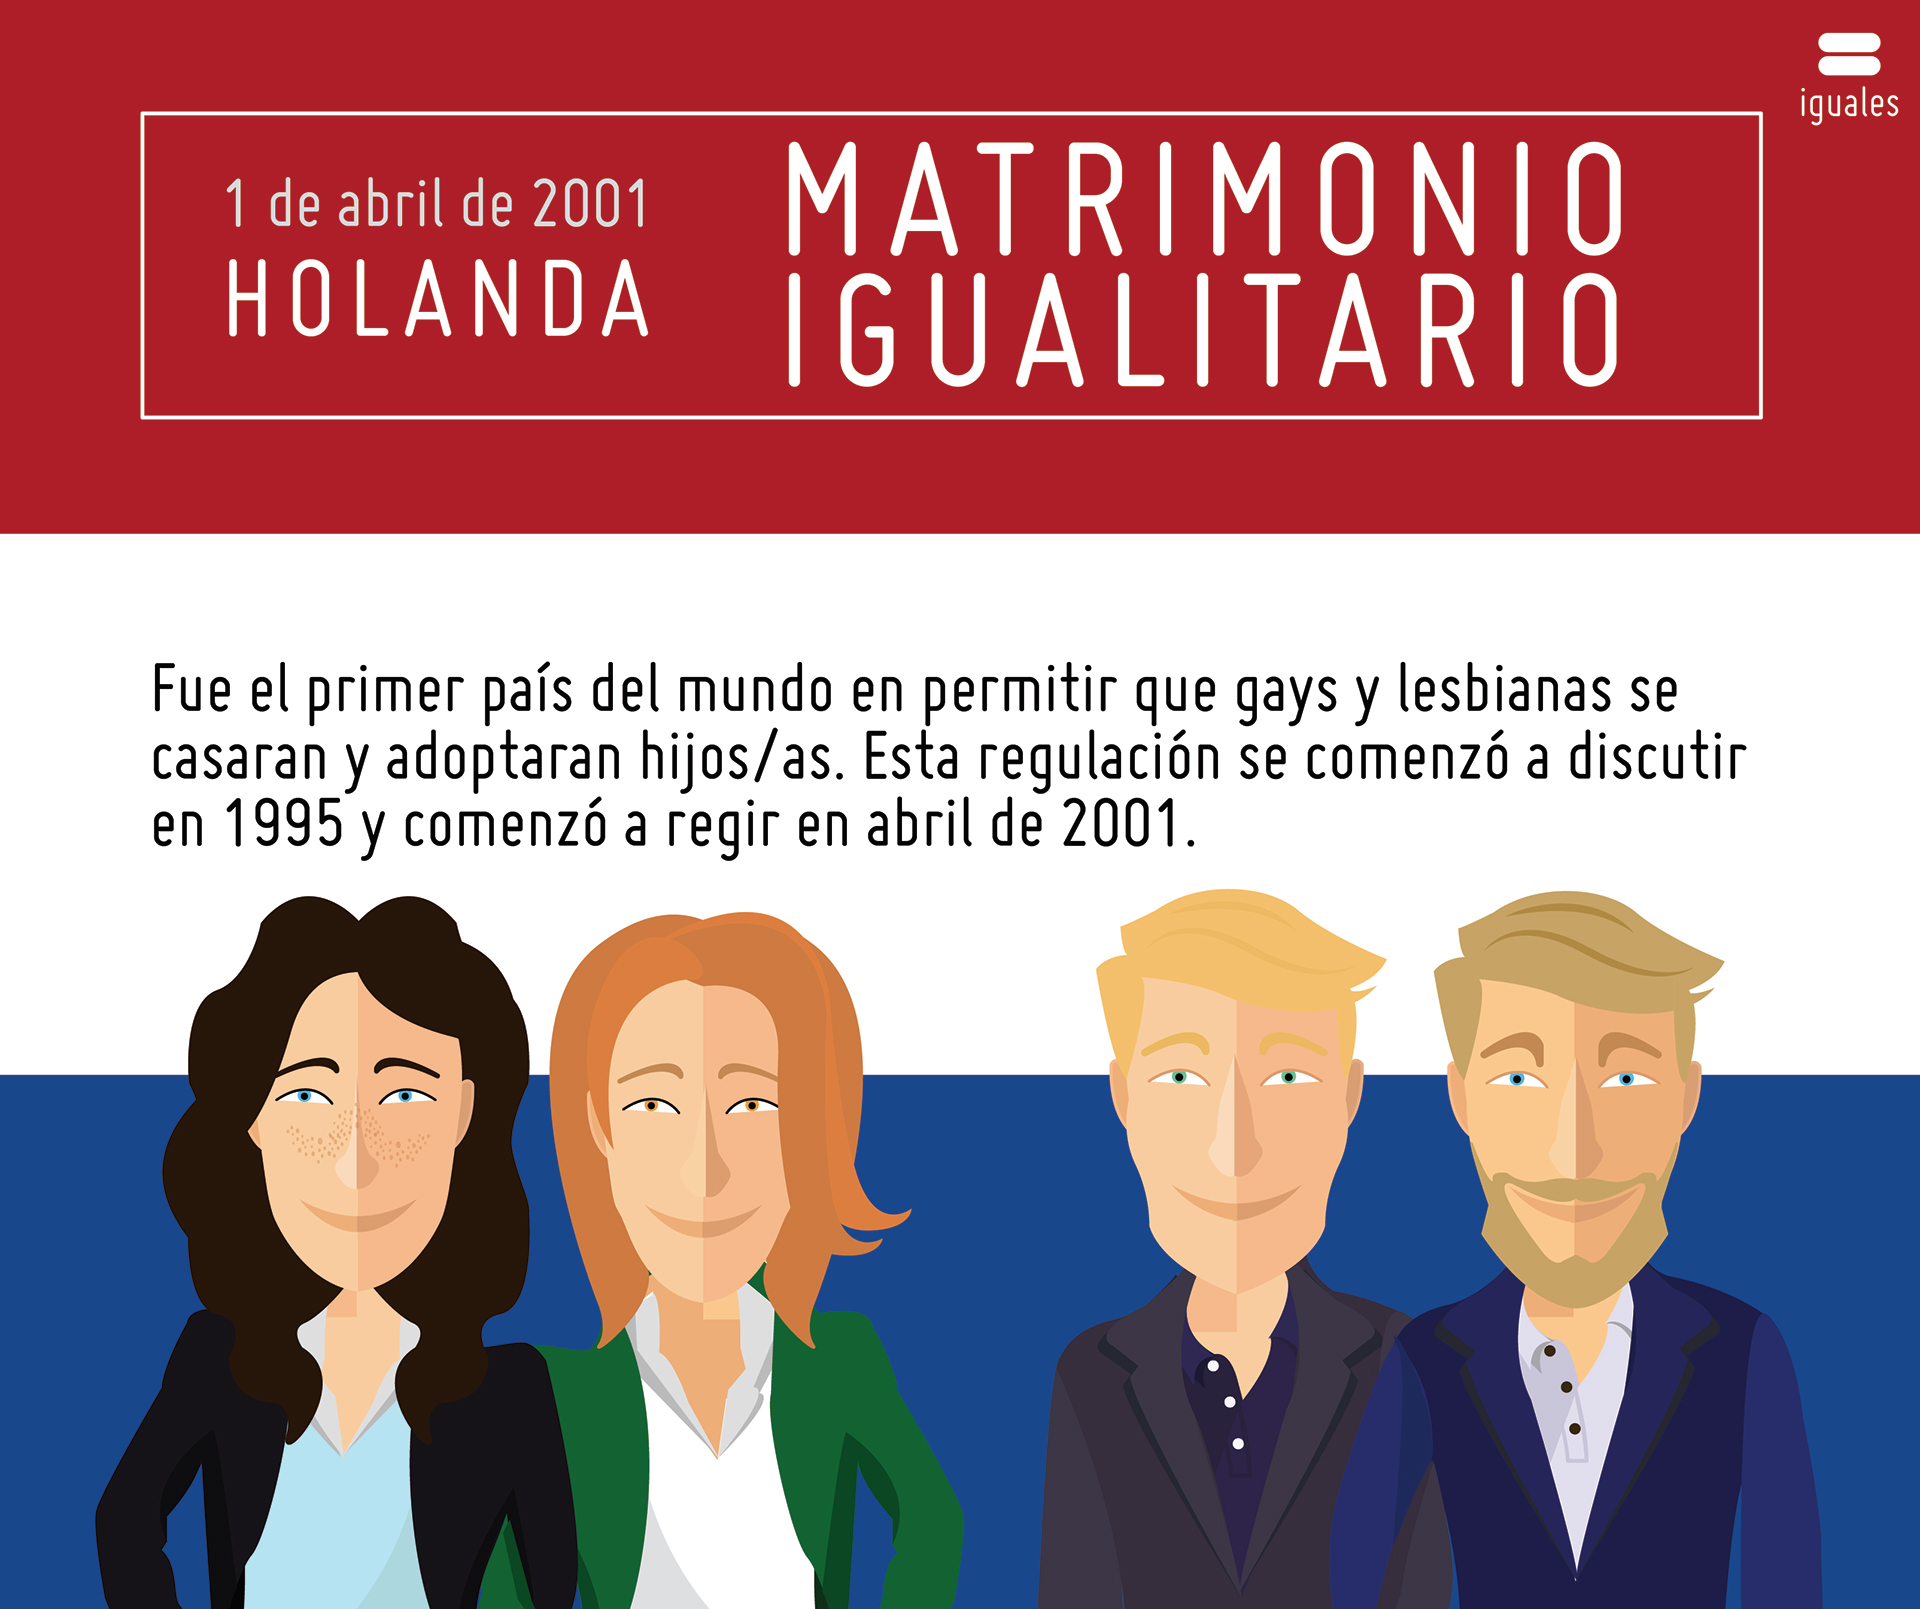 iguales
1 de abril de 2001
HOLANDA
MATRIMONIO
IGUALITARIO
Fue el primer país del mundo en permitir que gays y lesbianas se
casaran y adoptaran hijos/as. Esta regulación se comenzó a discutir
en 1995 y comenzó a regir en abril de 2001.